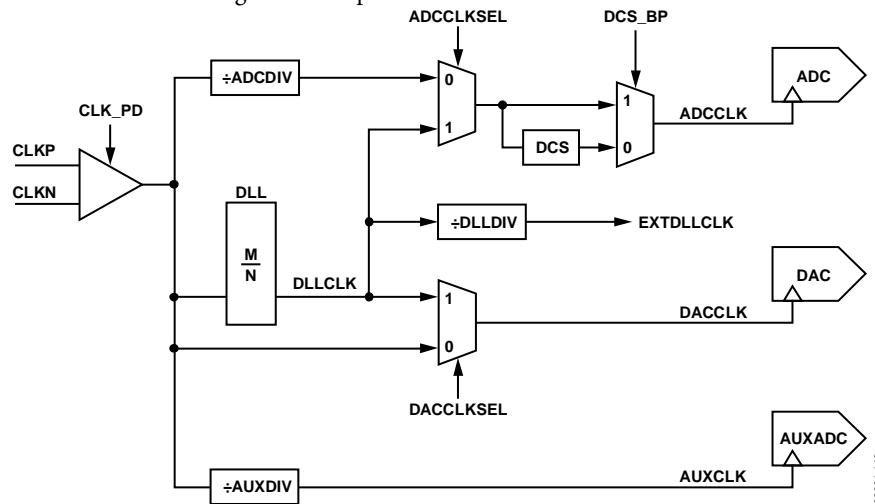 ADCCLKSEL
DCS_BP
÷ADCDIV
0
1
1
0
ADC
ADCCLK
CLK_PD
CLKP
CLKN
DCS
DLL
M
N
DLLCLK
÷DLLDIV
EXTDLLCLK
1
0
DAC
DACCLK
DACCLKSEL
AUXADC
AUXCLK
÷AUXDIV